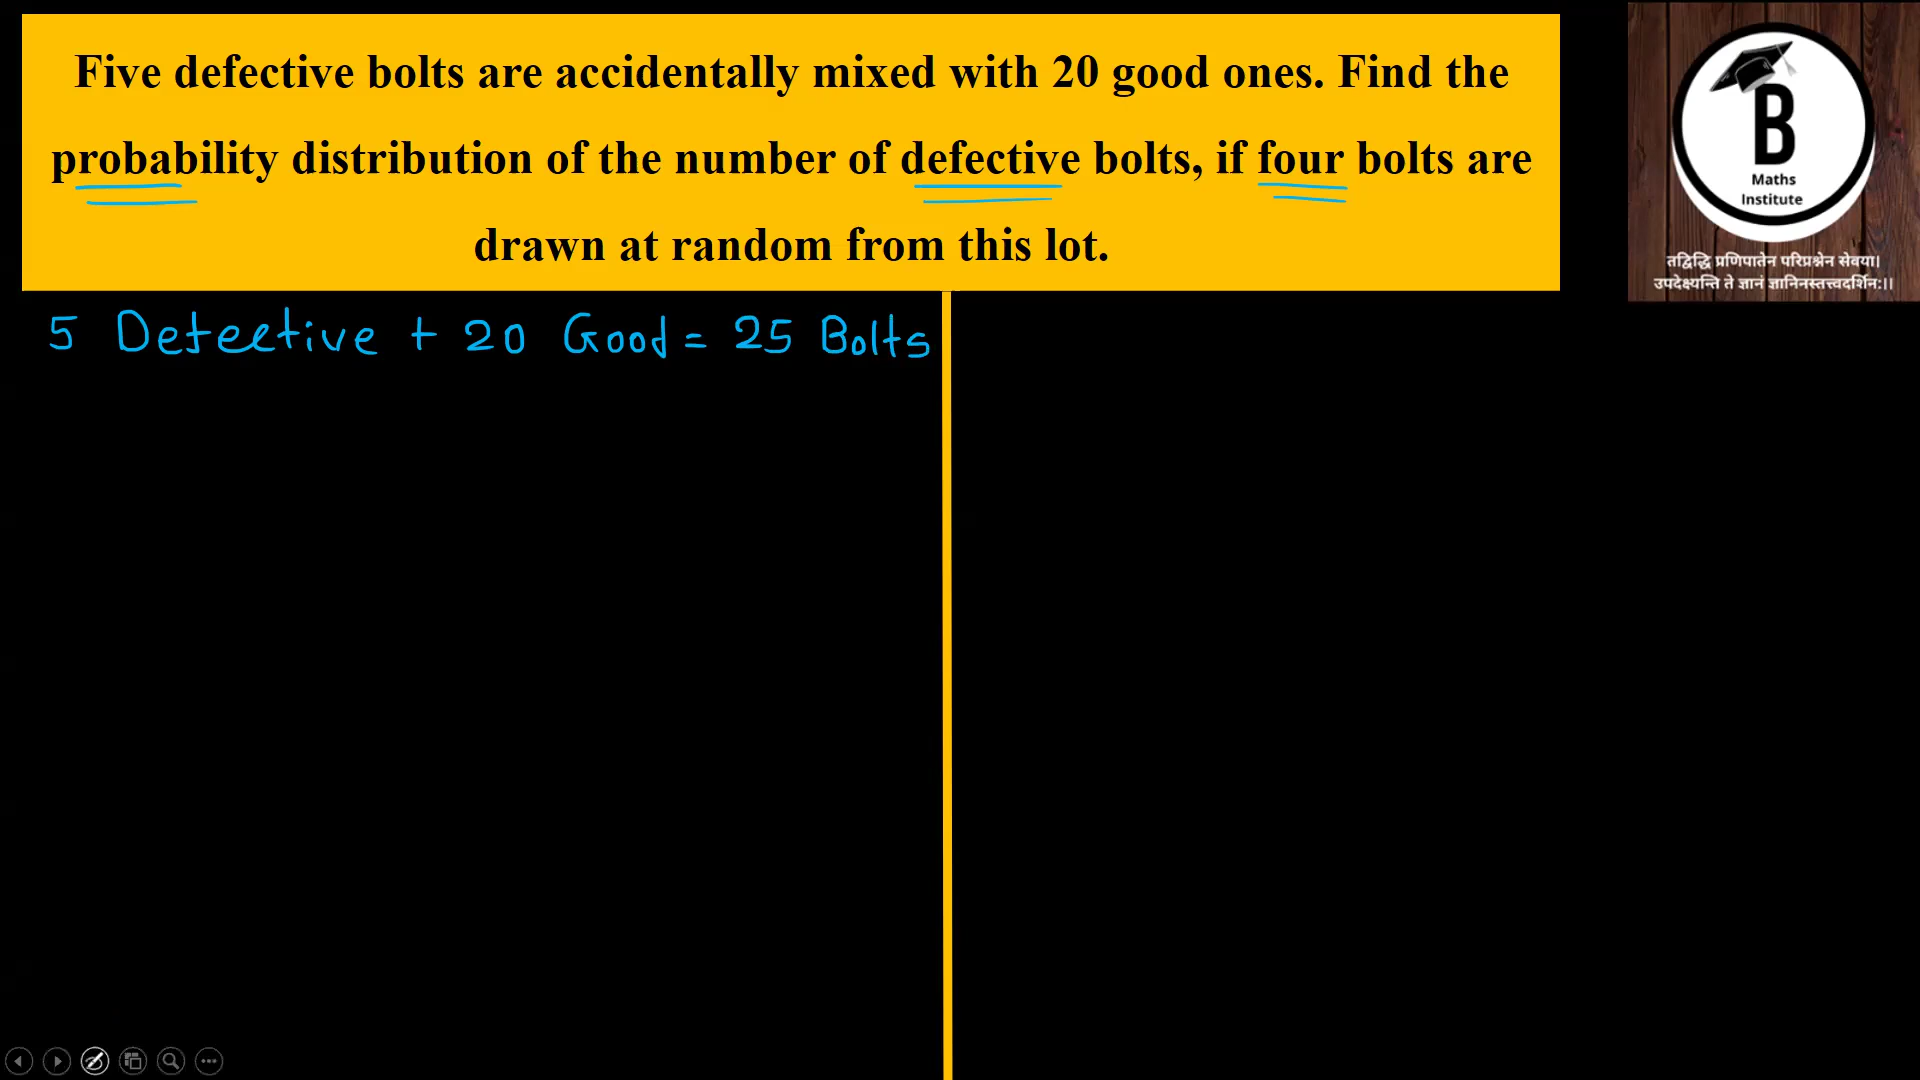 Five defective bolts are accidentally mixed with 20 good ones. Find the
probability distribution of the number of defective bolts, if four bolts are
drawn at random from this lot.
B
Maths
Institute
तद्विद्धि प्रणिपातेन परिप्रश्नेन सेवया।
उपदेक्ष्यन्ति ते ज्ञानं ज्ञानिनस्तत्त्वदर्शिन:।।
5 Defective + 20 Good = 25 Bolts